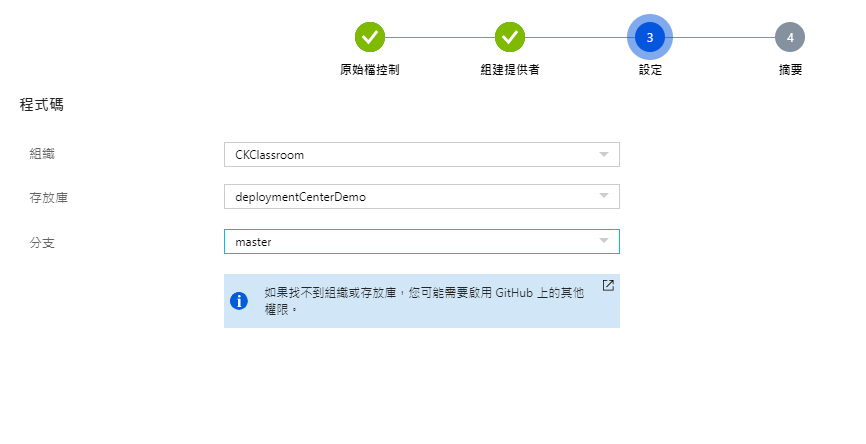 3
4
原始檔控制
組建提供者
設定
摘要
程式碼
組織
CKClassroom
存放庫
deploymentCenterDemo
分支
master
如果找不到組織或存放庫，您可能需要啟用 GitHub 上的其他
權限。